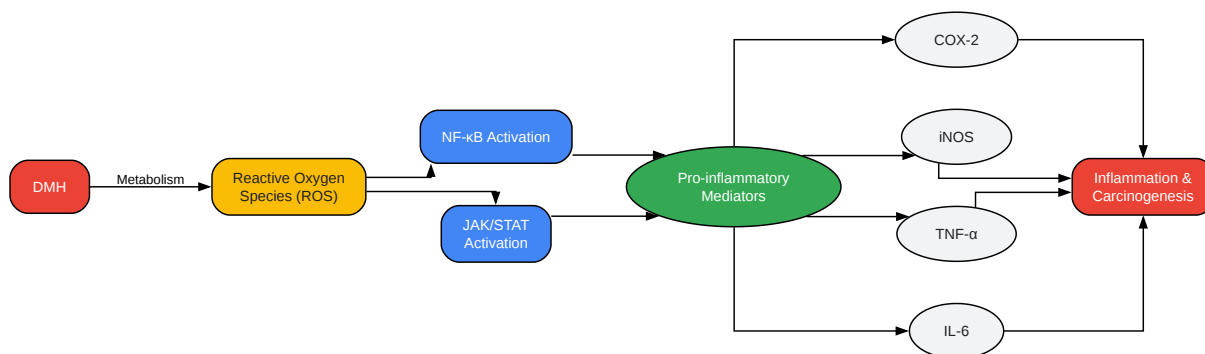 DMH
Metabolism
Reactive Oxygen
Species (ROS)
NF-κB Activation
JAK/STAT
Activation
Pro-inflammatory
Mediators
COX-2
iNOS
TNF-α
IL-6
Inflammation &
Carcinogenesis